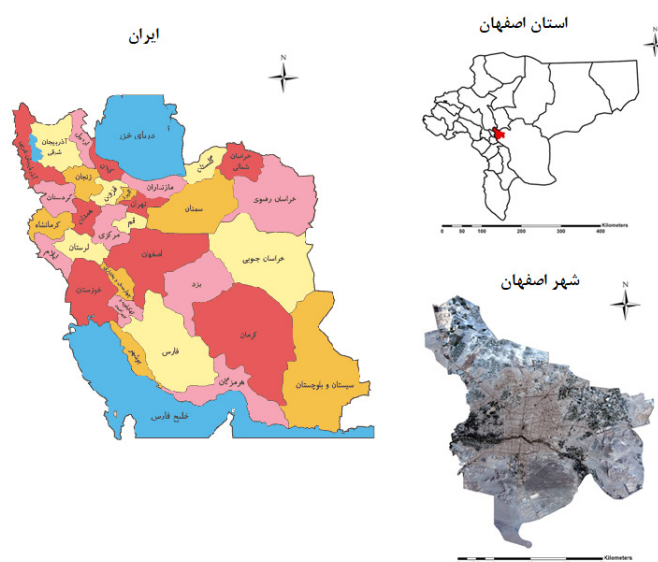 ایران
N
دریای خزر
آذربایجان
شرقی
اردبیل
گیلان
زنجان
قزوین
مازندران
گلستان
خراسان
شمالی
خراسان رضوی
سمنان
تهران
کردستان
همدان
کرمانشاه
مرکزی
قم
لرستان
ایلام
اصفهان
خراسان جنوبی
یزد
خوزستان
کرمان
فارس
بوشهر
هرمزگان
سیستان و بلوچستان
خلیج فارس
استان اصفهان
N
0 50 100 200 300 400
Kilometers
شهر اصفهان
N
Kilometers